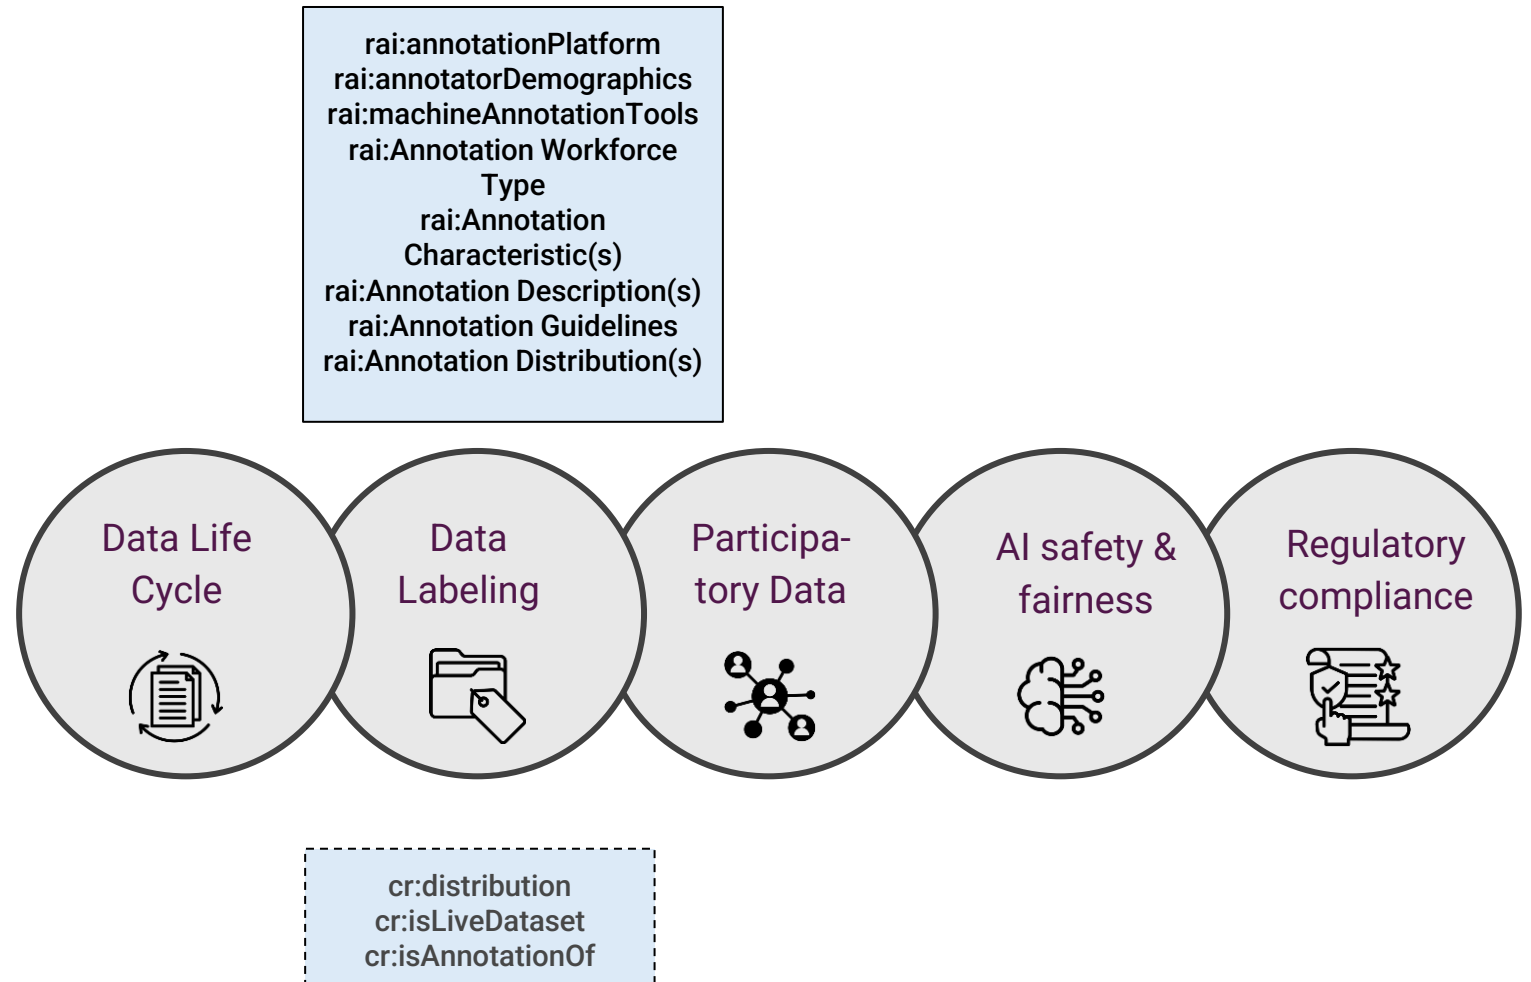 rai:annotationPlatform
rai:annotatorDemographics
rai:machineAnnotationTools
rai:Annotation Workforce
Type
rai:Annotation
Characteristic(s)
rai:Annotation Description(s)
rai:Annotation Guidelines
rai:Annotation Distribution(s)
Data Life
Cycle
Data
Labeling
Participa-
tory Data
AI safety &
fairness
Regulatory
compliance
cr:distribution
cr:isLiveDataset
cr:isAnnotationOf